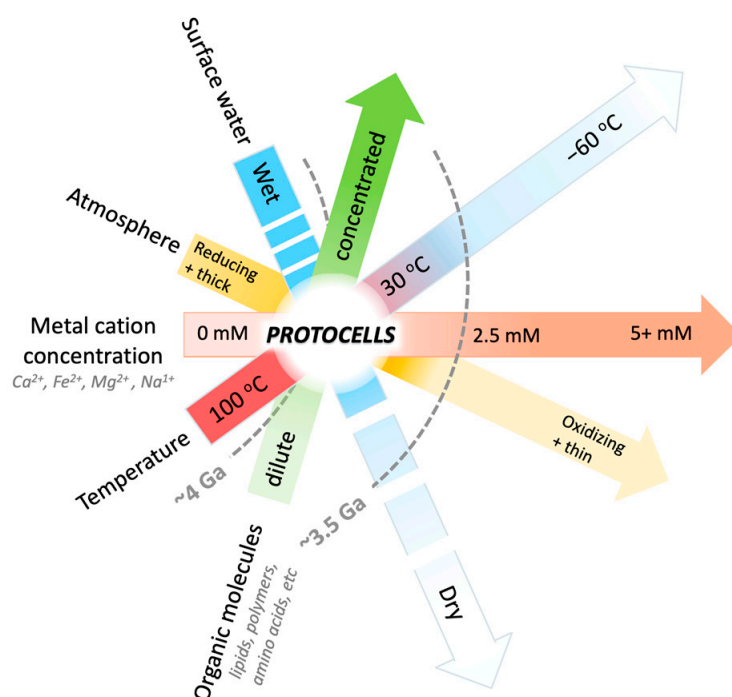 Surface water
Wet
concentrated
–60 °C
Atmosphere
Reducing
+ thick
30 °C
Metal cation
concentration
Ca²⁺, Fe²⁺, Mg²⁺, Na¹⁺
0 mM
PROTOCELLS
2.5 mM
5+ mM
100 °C
Temperature
~4 Ga
dilute
Oxidizing
+ thin
~3.5 Ga
Organic molecules
lipids, polymers,
amino acids, etc
Dry